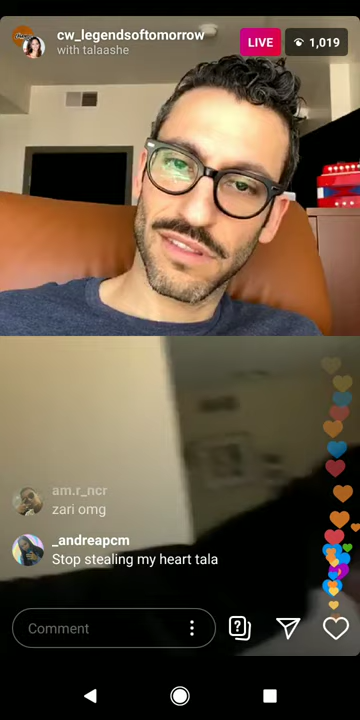 cw_legendsoftomorrow
with talaashe
LIVE
1,019
am.r_ncr
zari omg
_andreapcm
Stop stealing my heart tala
Comment